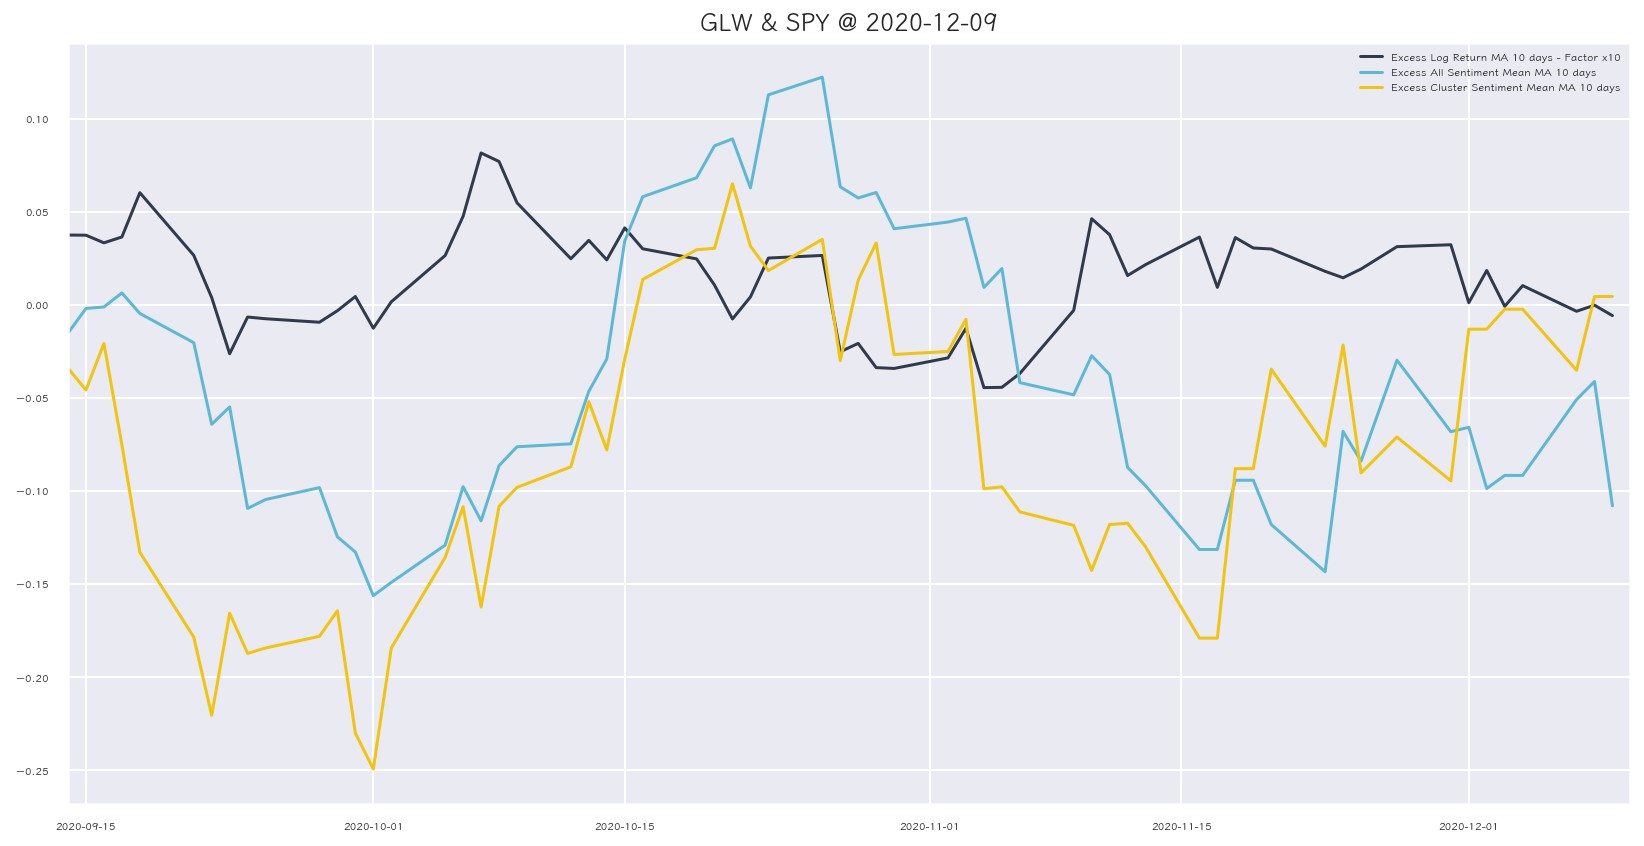 GLW & SPY @ 2020-12-09
Excess Log Return MA 10 days - Factor x10
Excess All Sentiment Mean MA 10 days
Excess Cluster Sentiment Mean MA 10 days
0.10
0.05
0.00
−0.05
−0.10
−0.15
−0.20
−0.25
2020-09-15 2020-10-01 2020-10-15 2020-11-01 2020-11-15 2020-12-01